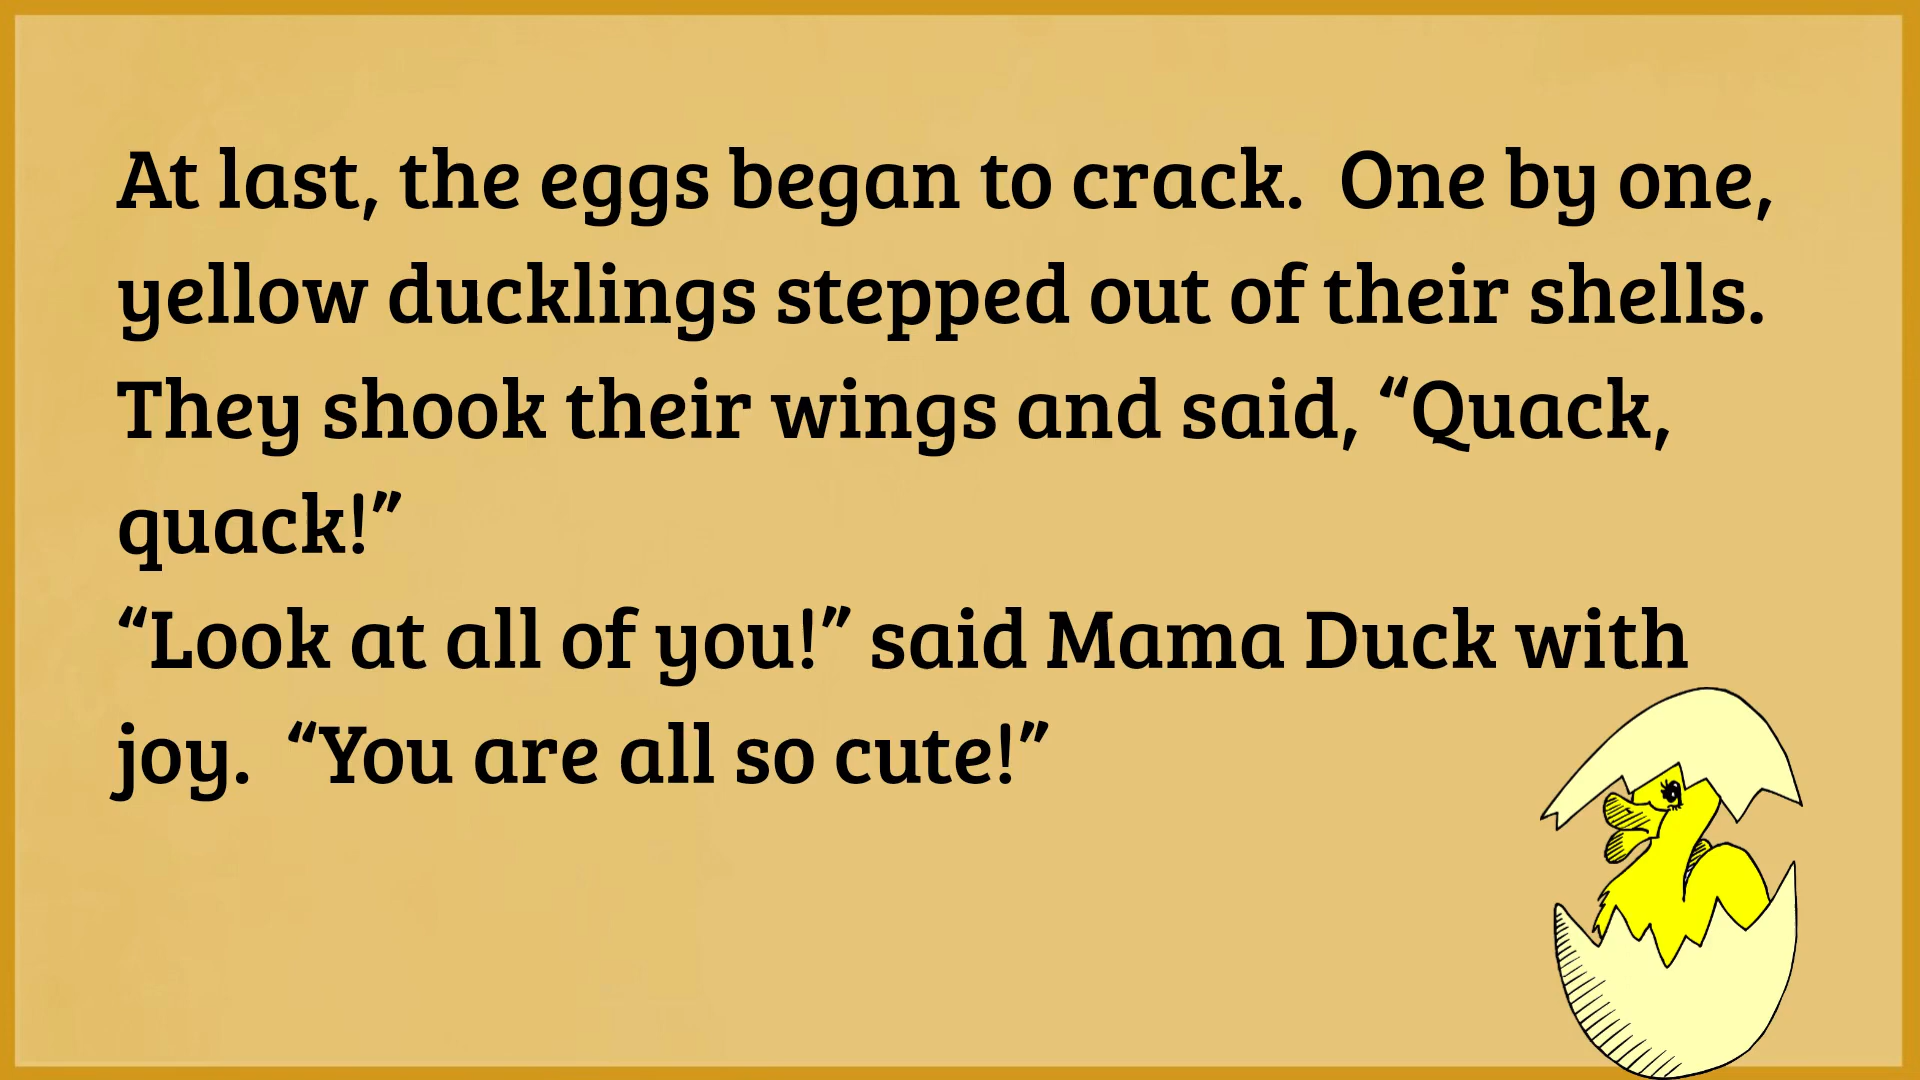 At last, the eggs began to crack.  One by one,
yellow ducklings stepped out of their shells.
They shook their wings and said, “Quack,
quack!”
“Look at all of you!” said Mama Duck with
joy.  “You are all so cute!”